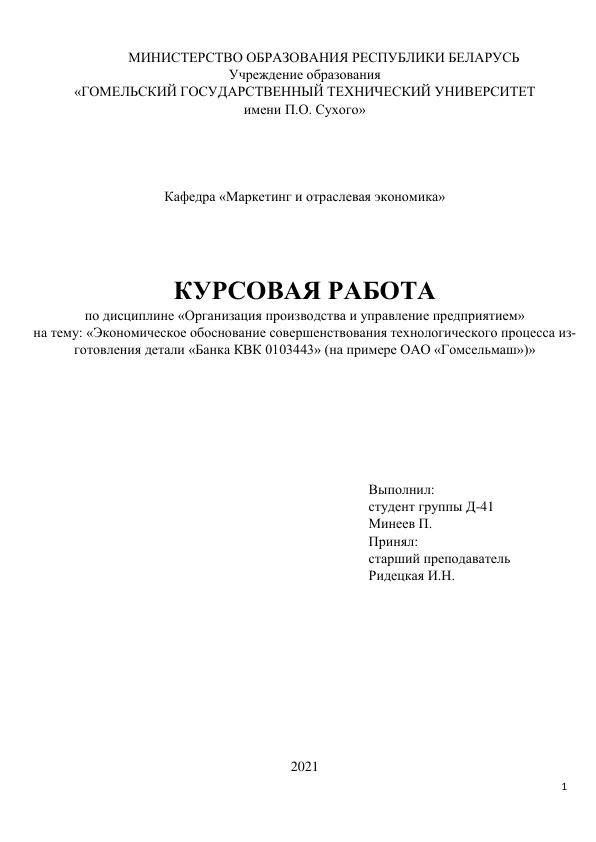 МИНИСТЕРСТВО ОБРАЗОВАНИЯ РЕСПУБЛИКИ БЕЛАРУСЬ
Учреждение образования
«ГОМЕЛЬСКИЙ ГОСУДАРСТВЕННЫЙ ТЕХНИЧЕСКИЙ УНИВЕРСИТЕТ
имени П.О. Сухого»
Кафедра «Маркетинг и отраслевая экономика»
КУРСОВАЯ РАБОТА
по дисциплине «Организация производства и управление предприятием»
на тему: «Экономическое обоснование совершенствования технологического процесса из-
готовления детали «Банка КВК 0103443» (на примере ОАО «Гомсельмаш»)»
Выполнил:
студент группы Д-41
Минеев П.
Принял:
старший преподаватель
Ридецкая И.Н.
2021
1